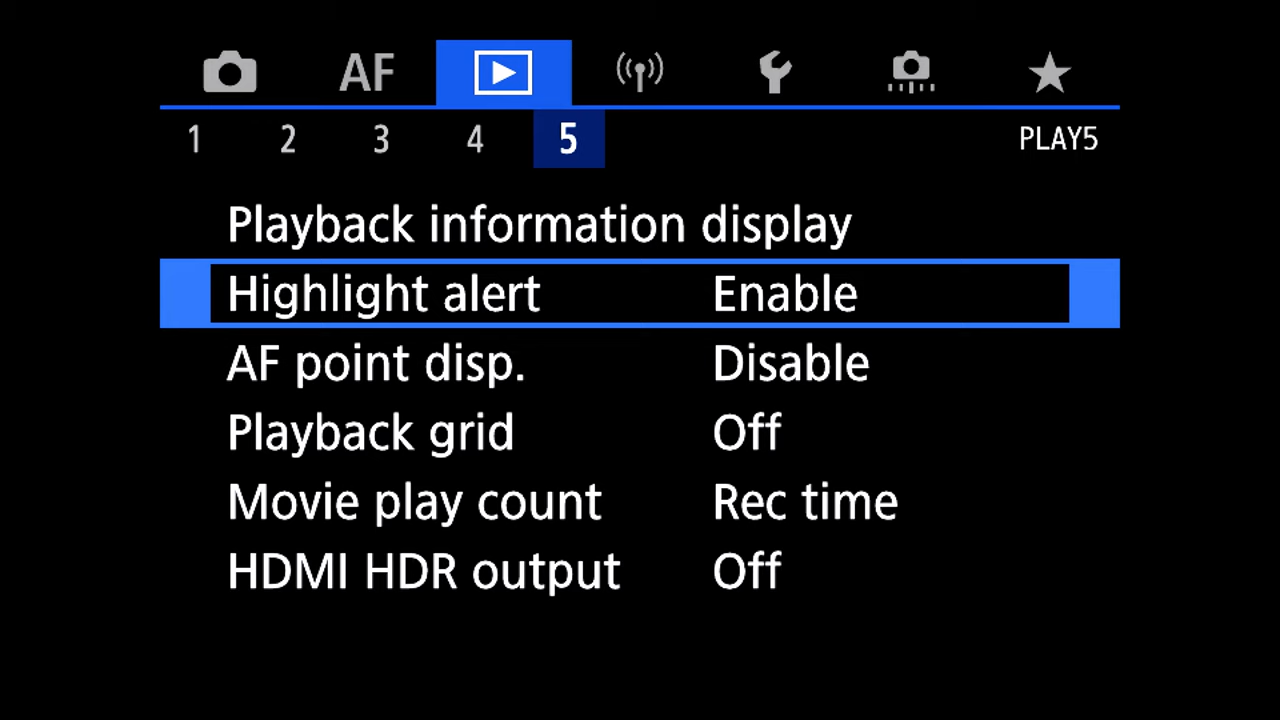 AF
1 2 3 4 5 PLAY5
Playback information display
Highlight alert Enable
AF point disp. Disable
Playback grid Off
Movie play count Rec time
HDMI HDR output Off